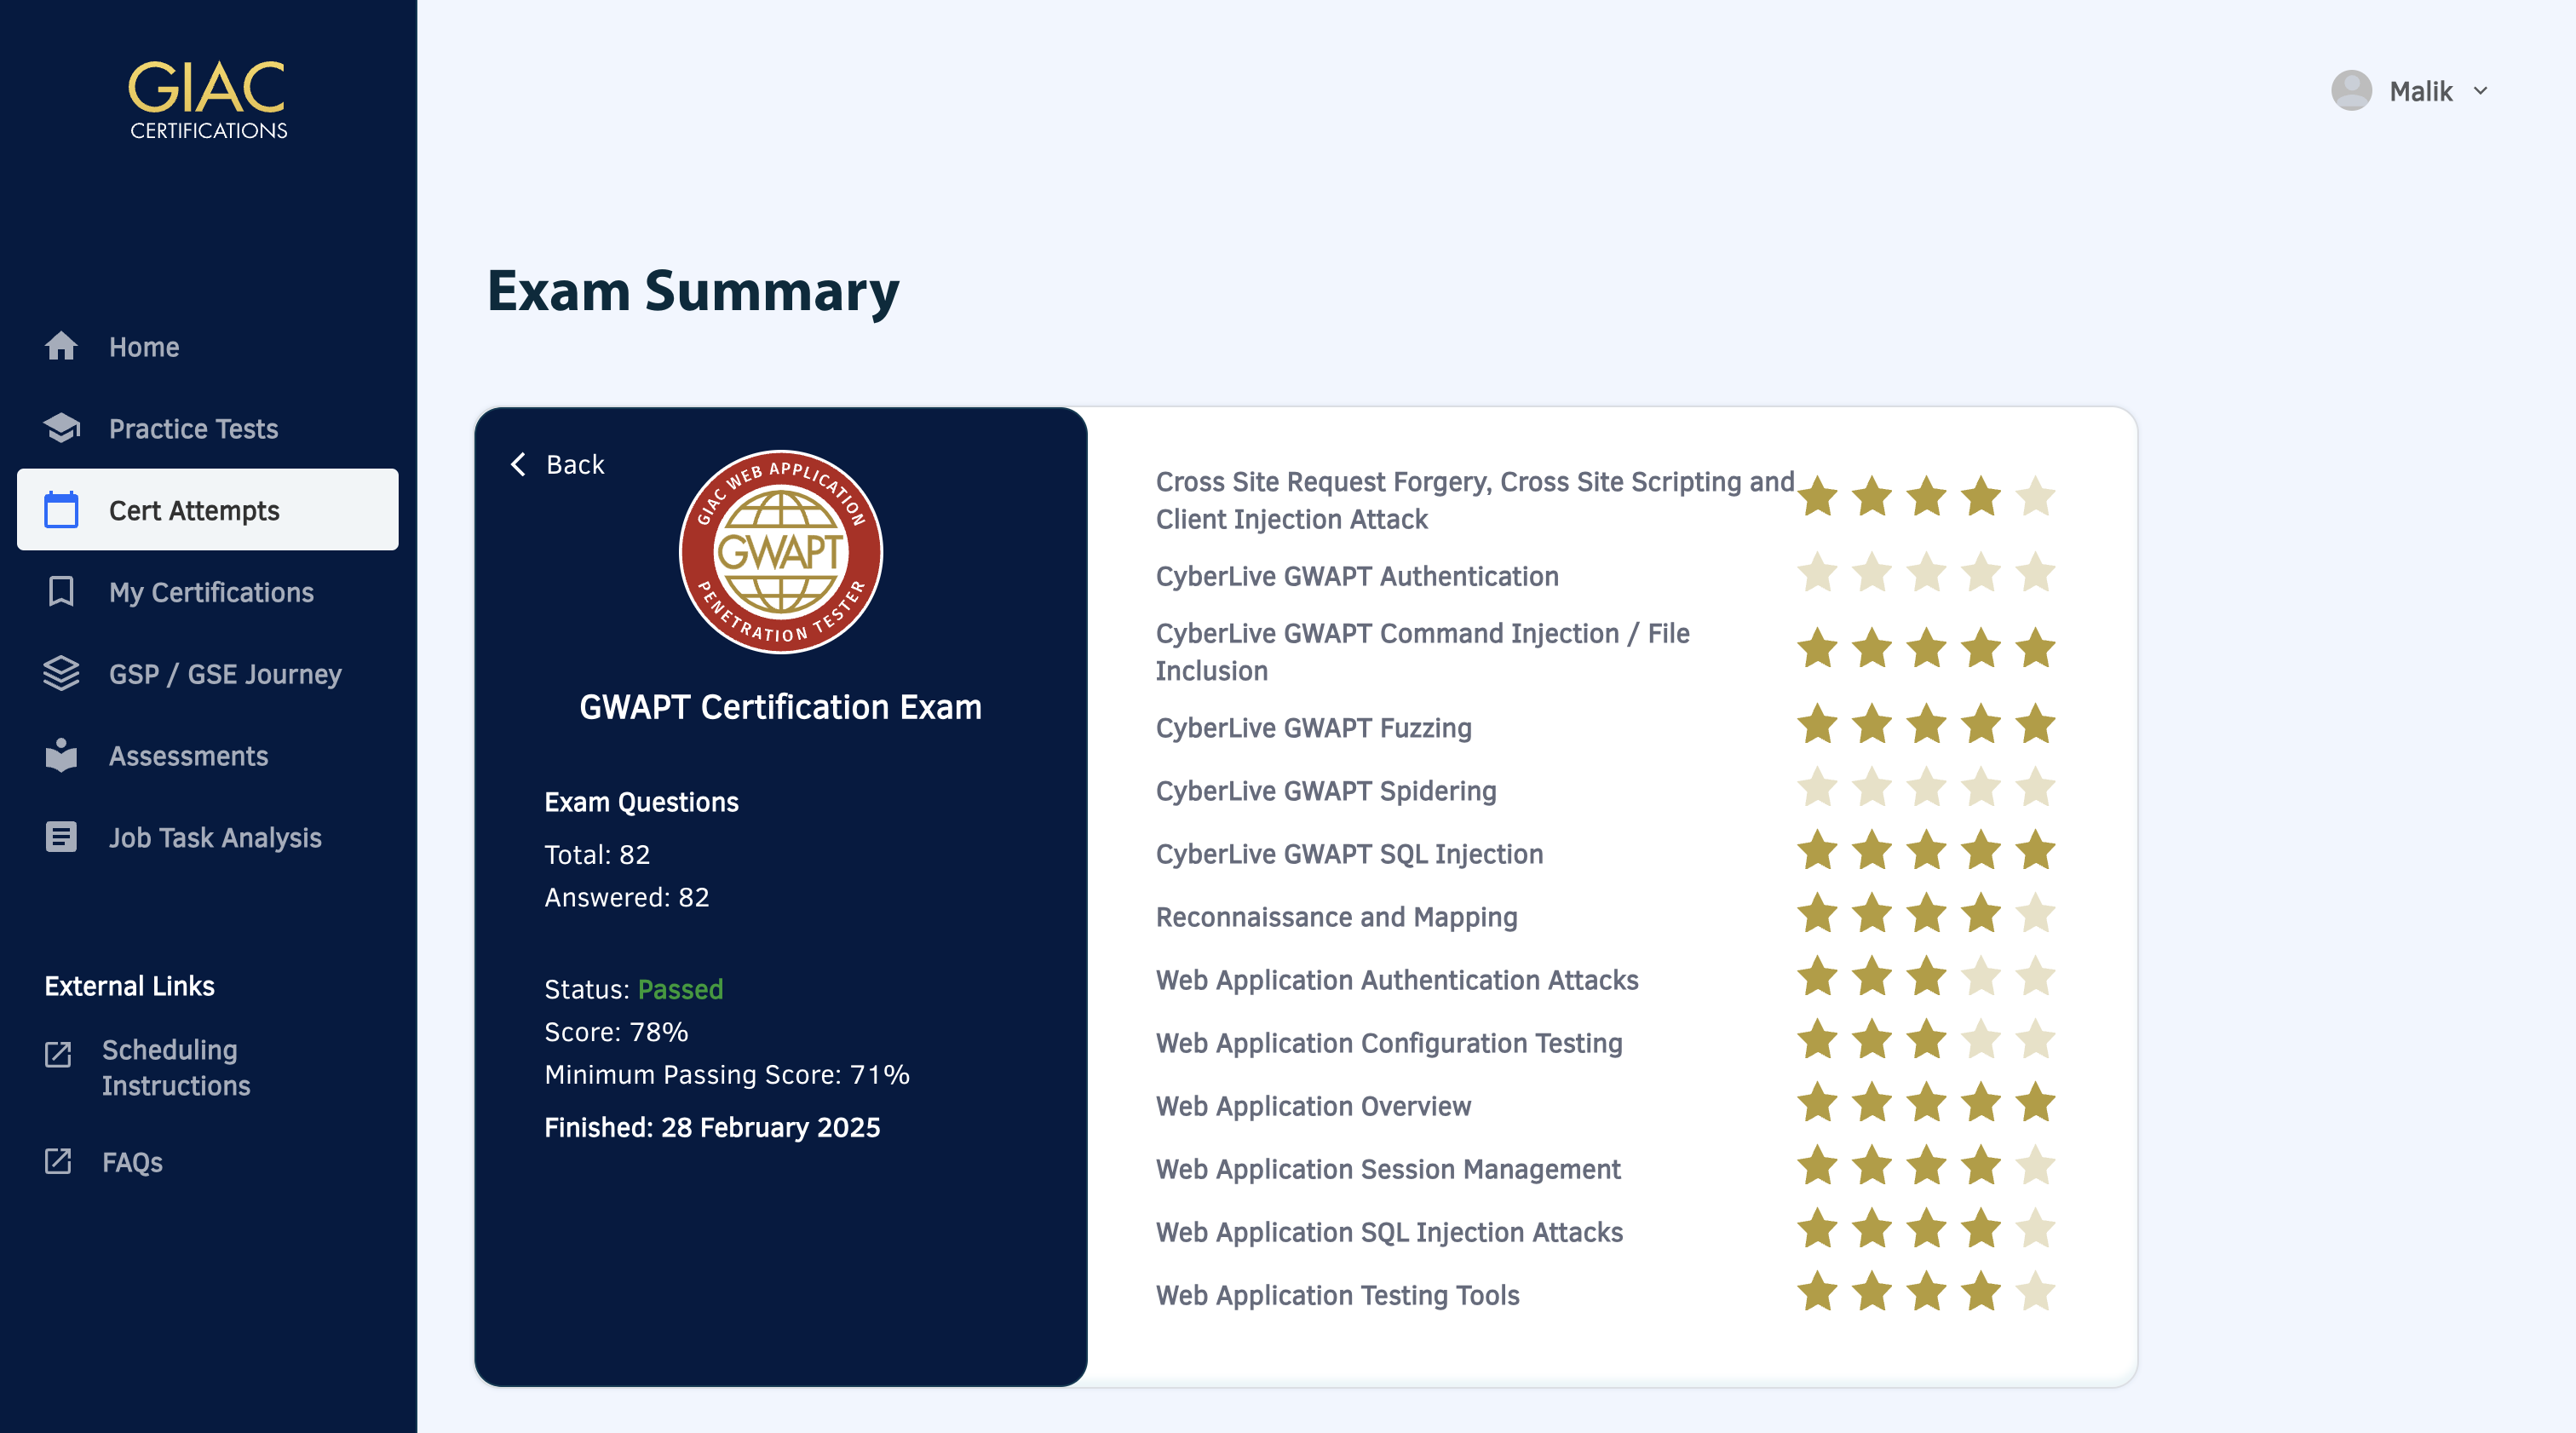 GIAC
CERTIFICATIONS
Malik
Home
Practice Tests
Cert Attempts
My Certifications
GSP / GSE Journey
Assessments
Job Task Analysis
External Links
Scheduling
Instructions
FAQs
Exam Summary
Back
GIAC WEB APPLICATION
GWAPT
PENETRATION TESTER
GWAPT Certification Exam
Exam Questions
Total: 82
Answered: 82
Status: Passed
Score: 78%
Minimum Passing Score: 71%
Finished: 28 February 2025
Cross Site Request Forgery, Cross Site Scripting and
Client Injection Attack
CyberLive GWAPT Authentication
CyberLive GWAPT Command Injection / File
Inclusion
CyberLive GWAPT Fuzzing
CyberLive GWAPT Spidering
CyberLive GWAPT SQL Injection
Reconnaissance and Mapping
Web Application Authentication Attacks
Web Application Configuration Testing
Web Application Overview
Web Application Session Management
Web Application SQL Injection Attacks
Web Application Testing Tools